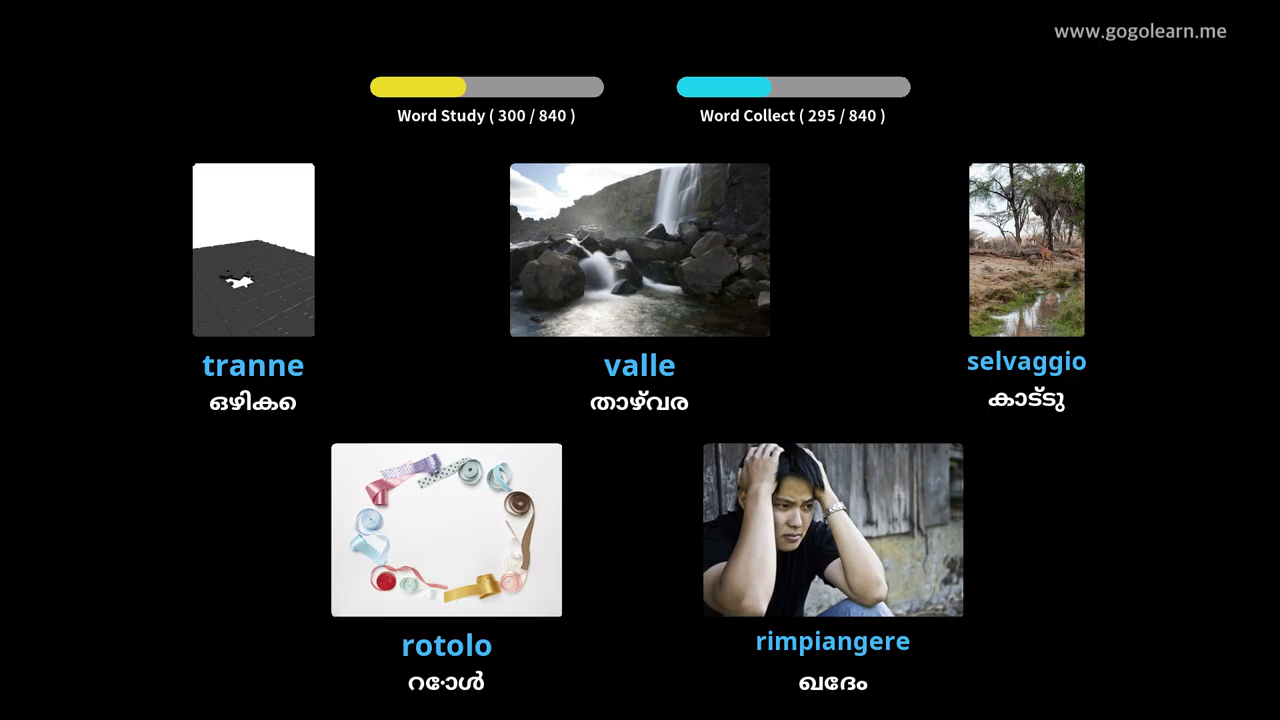 www.gogolearn.me
Word Study ( 300 / 840 )
Word Collect ( 295 / 840 )
tranne
ഒഴികെ
valle
താഴ്‌വര
selvaggio
കാട്ടു
rotolo
റോൾ
rimpiangere
ഖേദം